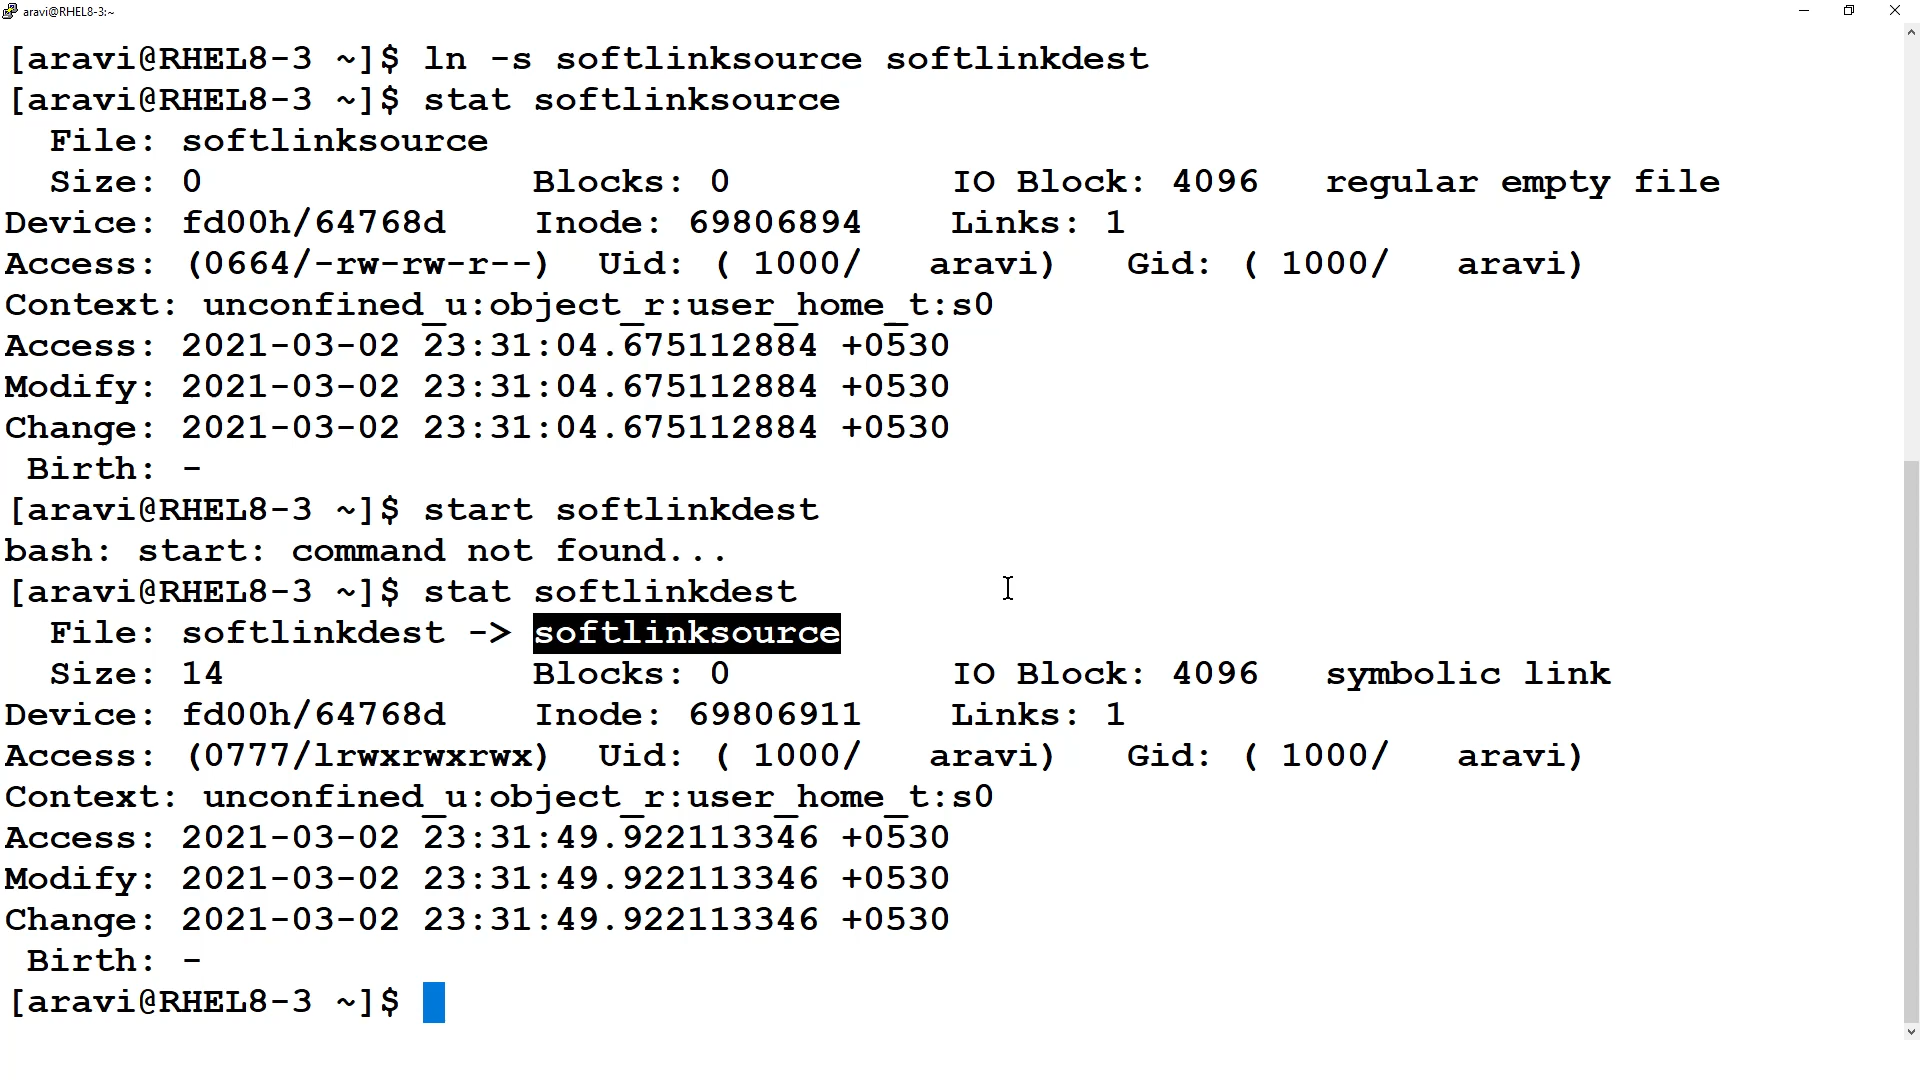 aravi@RHEL8-3:~
[aravi@RHEL8-3 ~]$ ln -s softlinksource softlinkdest
[aravi@RHEL8-3 ~]$ stat softlinksource
  File: softlinksource
  Size: 0               Blocks: 0          IO Block: 4096   regular empty file
Device: fd00h/64768d    Inode: 69806894    Links: 1
Access: (0664/-rw-rw-r--)  Uid: ( 1000/   aravi)   Gid: ( 1000/   aravi)
Context: unconfined_u:object_r:user_home_t:s0
Access: 2021-03-02 23:31:04.675112884 +0530
Modify: 2021-03-02 23:31:04.675112884 +0530
Change: 2021-03-02 23:31:04.675112884 +0530
 Birth: -
[aravi@RHEL8-3 ~]$ start softlinkdest
bash: start: command not found...
[aravi@RHEL8-3 ~]$ stat softlinkdest
  File: softlinkdest -> softlinksource
  Size: 14              Blocks: 0          IO Block: 4096   symbolic link
Device: fd00h/64768d    Inode: 69806911    Links: 1
Access: (0777/lrwxrwxrwx)  Uid: ( 1000/   aravi)   Gid: ( 1000/   aravi)
Context: unconfined_u:object_r:user_home_t:s0
Access: 2021-03-02 23:31:49.922113346 +0530
Modify: 2021-03-02 23:31:49.922113346 +0530
Change: 2021-03-02 23:31:49.922113346 +0530
 Birth: -
[aravi@RHEL8-3 ~]$